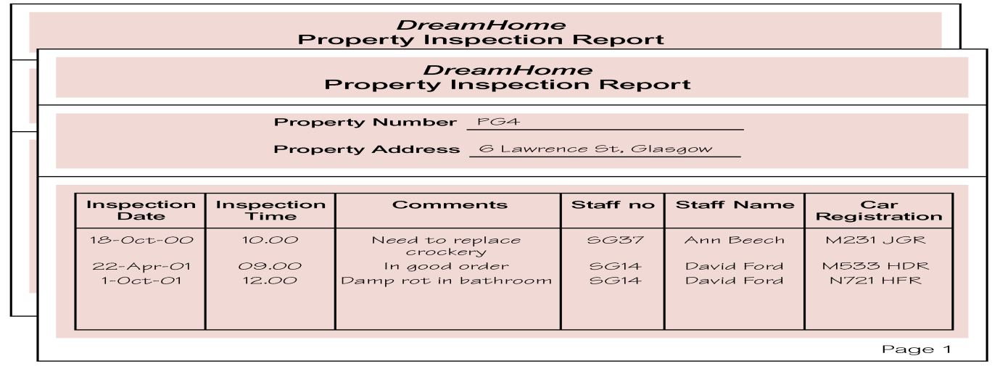 DreamHome
Property Inspection Report
DreamHome
Property Inspection Report
Property Number PG4
Property Address 6 Lawrence St, Glasgow
Inspection Date Inspection Time Comments Staff no Staff Name Car Registration
18-Oct-00 10.00 Need to replace crockery SG37 Ann Beech M231 JGR
22-Apr-01 09.00 In good order SG14 David Ford M533 HDR
1-Oct-01 12.00 Damp rot in bathroom SG14 David Ford N721 HFR
Page 1